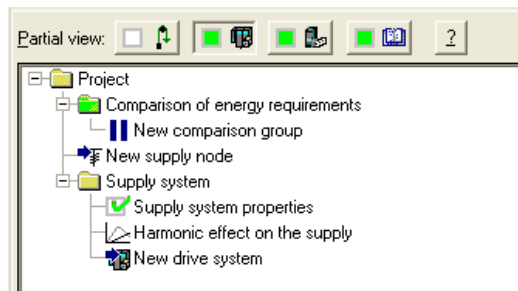 Partial view: ?
Project
Comparison of energy requirements
New comparison group
New supply node
Supply system
Supply system properties
Harmonic effect on the supply
New drive system